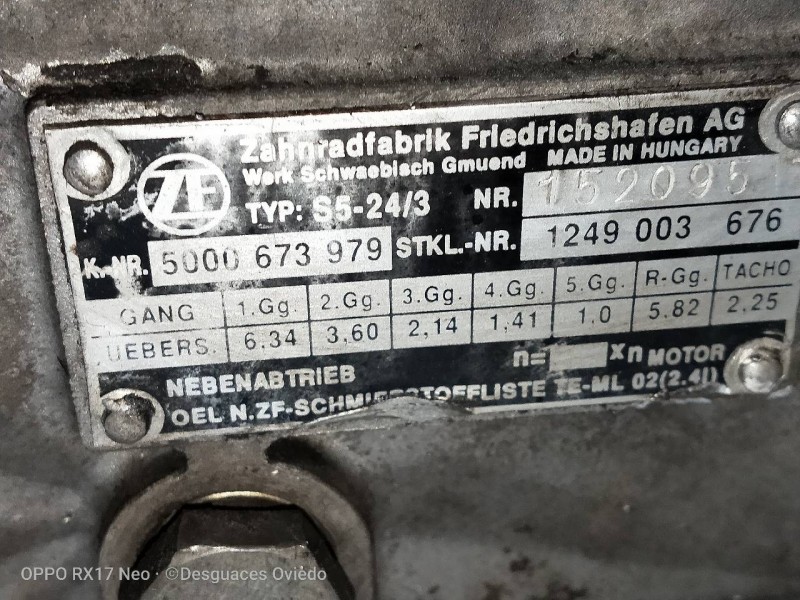 Zahnradfabrik Friedrichshafen AG
Werk Schwaebisch Gmuend MADE IN HUNGARY
ZF TYP: S5-24/3 NR. 152095
K.-NR. 5000 673 979 STKL.-NR. 1249 003 676
GANG 1.Gg. 2.Gg. 3.Gg. 4.Gg. 5.Gg. R-Gg. TACHO
UEBERS. 6,34 3,60 2,14 1,41 1,0 5.82 2,25
NEBENABTRIEB n= xn MOTOR
OEL N.ZF-SCHMIERSTOFFLISTE TE-ML 02(2.4l)
OPPO RX17 Neo · ©Desguaces Oviedo